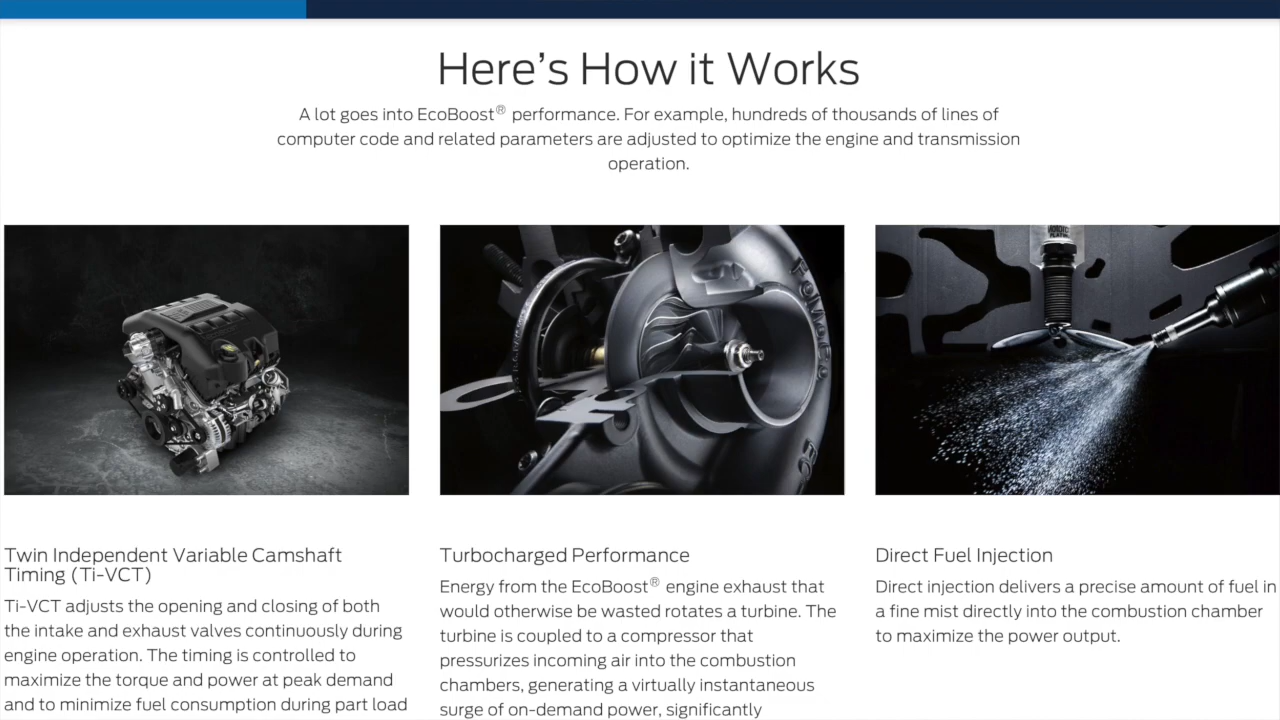 Here's How it Works
A lot goes into EcoBoost® performance. For example, hundreds of thousands of lines of
computer code and related parameters are adjusted to optimize the engine and transmission
operation.
Twin Independent Variable Camshaft
Timing (Ti-VCT)
Ti-VCT adjusts the opening and closing of both
the intake and exhaust valves continuously during
engine operation. The timing is controlled to
maximize the torque and power at peak demand
and to minimize fuel consumption during part load
Turbocharged Performance
Energy from the EcoBoost® engine exhaust that
would otherwise be wasted rotates a turbine. The
turbine is coupled to a compressor that
pressurizes incoming air into the combustion
chambers, generating a virtually instantaneous
surge of on-demand power, significantly
Direct Fuel Injection
Direct injection delivers a precise amount of fuel in
a fine mist directly into the combustion chamber
to maximize the power output.